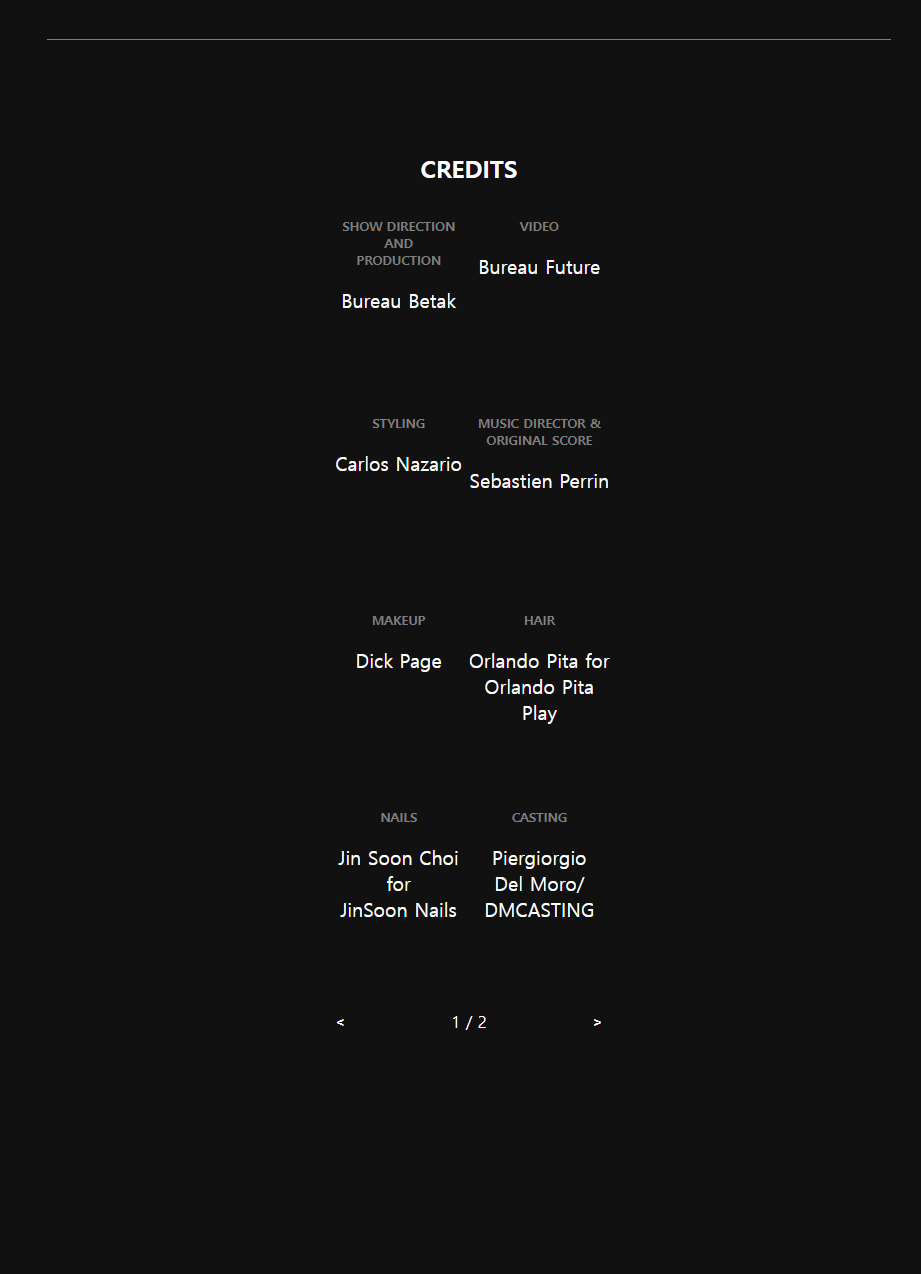 CREDITS
SHOW DIRECTION
AND
PRODUCTION
Bureau Betak
VIDEO
Bureau Future
STYLING
Carlos Nazario
MUSIC DIRECTOR &
ORIGINAL SCORE
Sebastien Perrin
MAKEUP
Dick Page
HAIR
Orlando Pita for
Orlando Pita
Play
NAILS
Jin Soon Choi
for
JinSoon Nails
CASTING
Piergiorgio
Del Moro/
DMCASTING
< 1 / 2 >